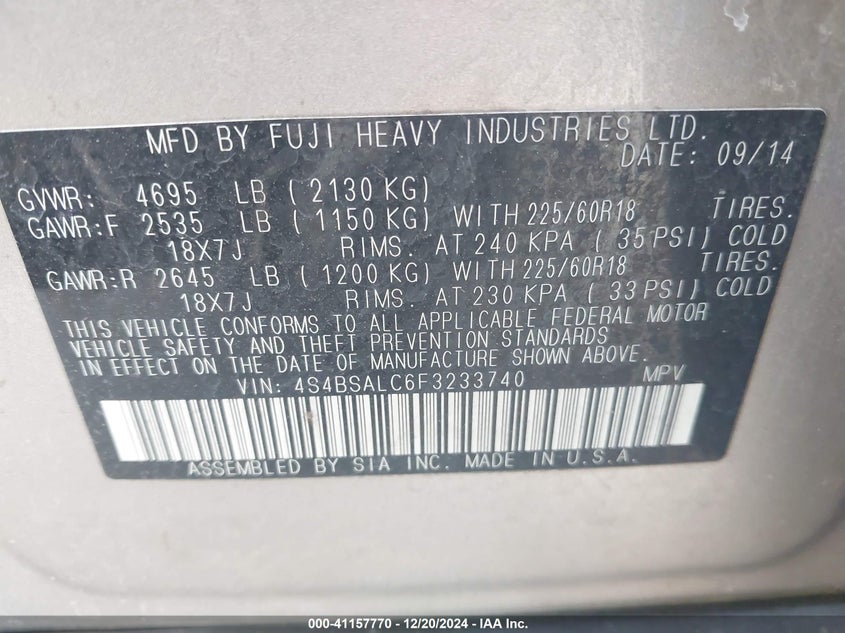 MFD BY FUJI HEAVY INDUSTRIES LTD.
DATE: 09/14
GVWR: 4695 LB ( 2130 KG)
GAWR:F 2535 LB ( 1150 KG) WITH 225/60R18 TIRES.
18X7J RIMS. AT 240 KPA ( 35 PSI) COLD
GAWR:R 2645 LB ( 1200 KG) WITH 225/60R18 TIRES.
18X7J RIMS. AT 230 KPA ( 33 PSI) COLD
THIS VEHICLE CONFORMS TO ALL APPLICABLE FEDERAL MOTOR
VEHICLE SAFETY AND THEFT PREVENTION STANDARDS
IN EFFECT ON THE DATE OF MANUFACTURE SHOWN ABOVE.
VIN: 4S4BSALC6F3233740 MPV
ASSEMBLED BY SIA INC. MADE IN U.S.A.
000-41157770 - 12/20/2024 - IAA Inc.